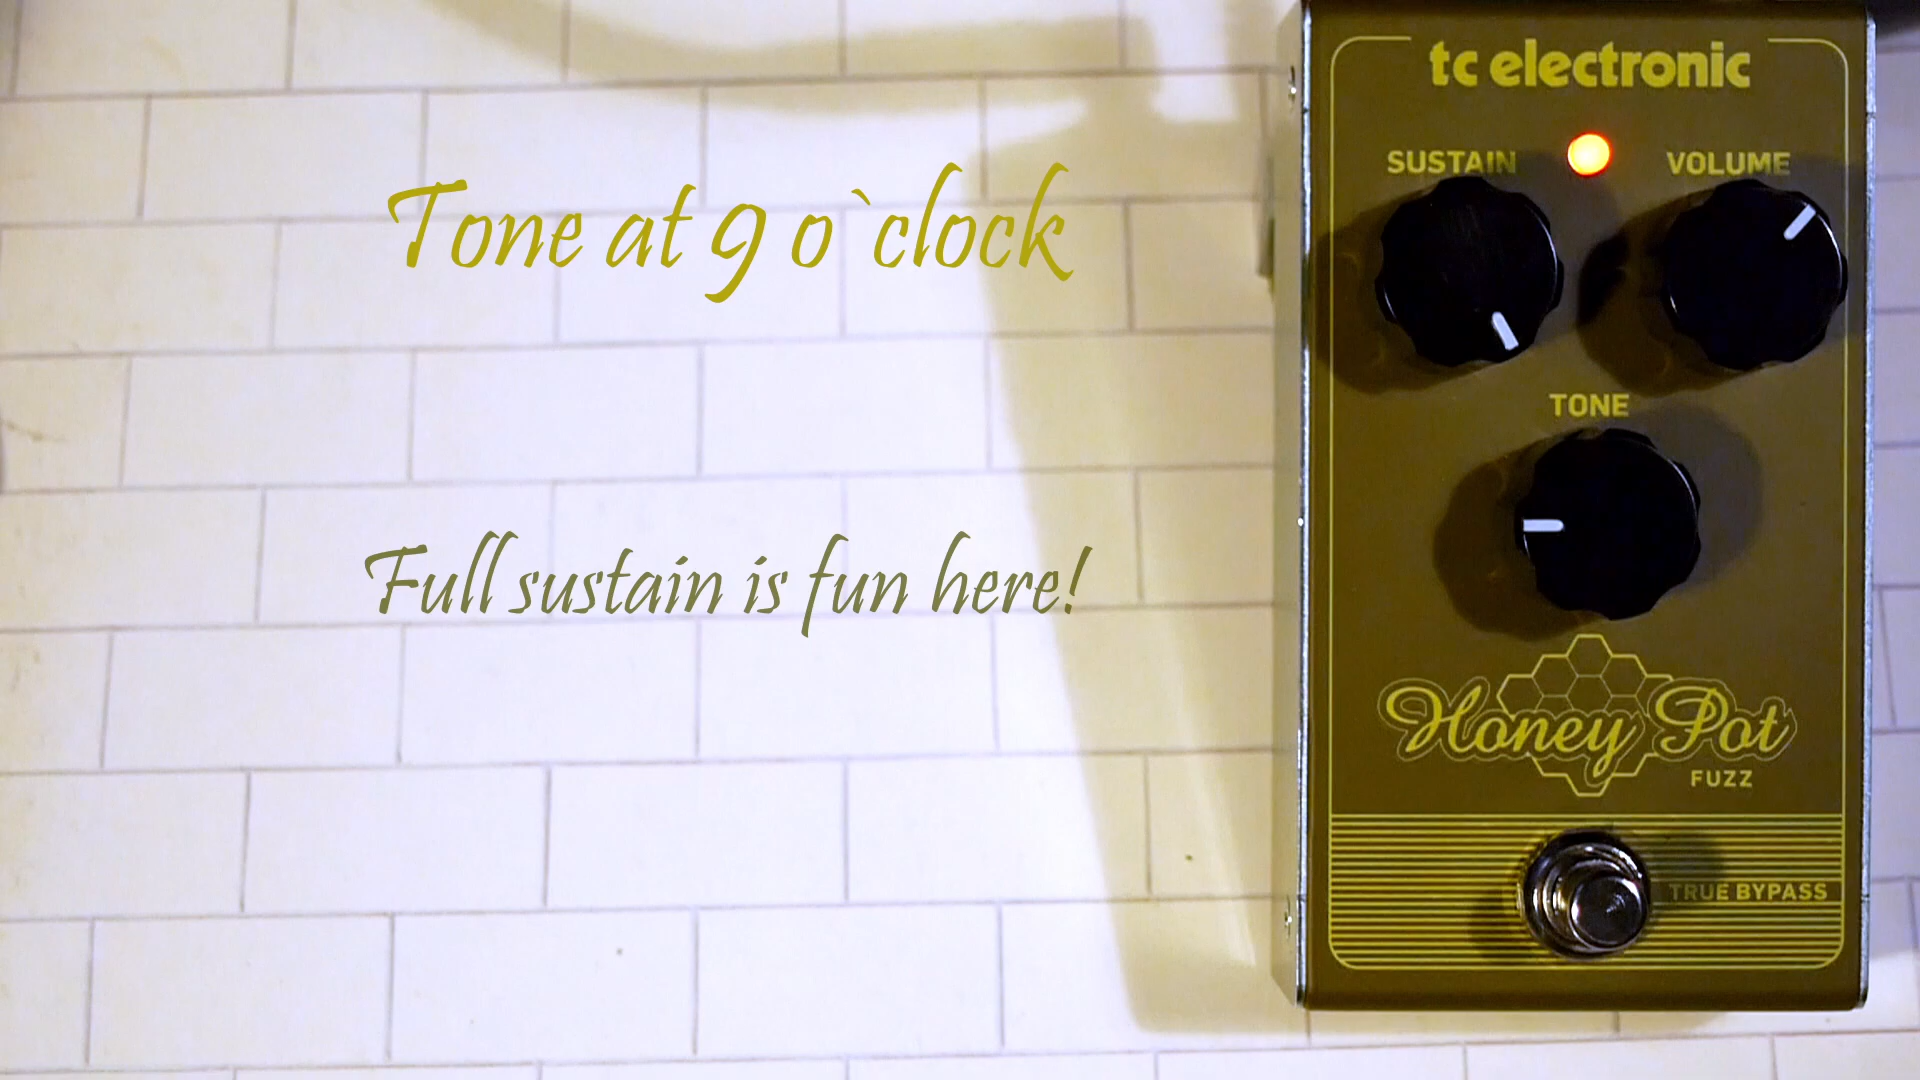 Tone at 9 o`clock
Full sustain is fun here!
tc electronic
SUSTAIN
VOLUME
TONE
Honey Pot
FUZZ
TRUE BYPASS